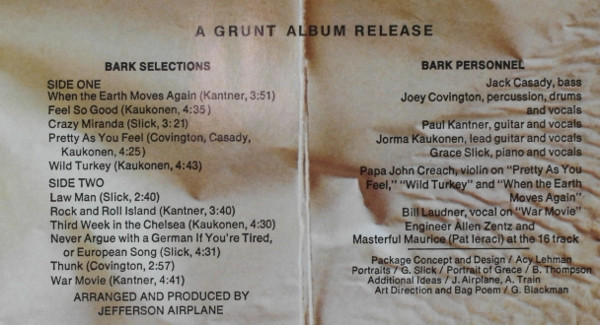 A GRUNT ALBUM RELEASE
BARK SELECTIONS
SIDE ONE
When the Earth Moves Again (Kantner, 3:51)
Feel So Good (Kaukonen, 4:35)
Crazy Miranda (Slick, 3:21)
Pretty As You Feel (Covington, Casady,
Kaukonen, 4:25)
Wild Turkey (Kaukonen, 4:43)
SIDE TWO
Law Man (Slick, 2:40)
Rock and Roll Island (Kantner, 3:40)
Third Week in the Chelsea (Kaukonen, 4:30)
Never Argue with a German If You're Tired,
or European Song (Slick, 4:31)
Thunk (Covington, 2:57)
War Movie (Kantner, 4:41)
ARRANGED AND PRODUCED BY
JEFFERSON AIRPLANE
BARK PERSONNEL
Jack Casady, bass
Joey Covington, percussion, drums
and vocals
Paul Kantner, guitar and vocals
Jorma Kaukonen, lead guitar and vocals
Grace Slick, piano and vocals
Papa John Creach, violin on "Pretty As You
Feel," "Wild Turkey" and "When the Earth
Moves Again"
Bill Laudner, vocal on "War Movie"
Engineer Allen Zentz and
Masterful Maurice (Pat Ieraci) at the 16 track
Package Concept and Design / Acy Lehman
Portraits / G. Slick / Portrait of Grece / B. Thompson
Additional Ideas / J. Airplane, A. Train
Art Direction and Bag Poem / G. Blackman